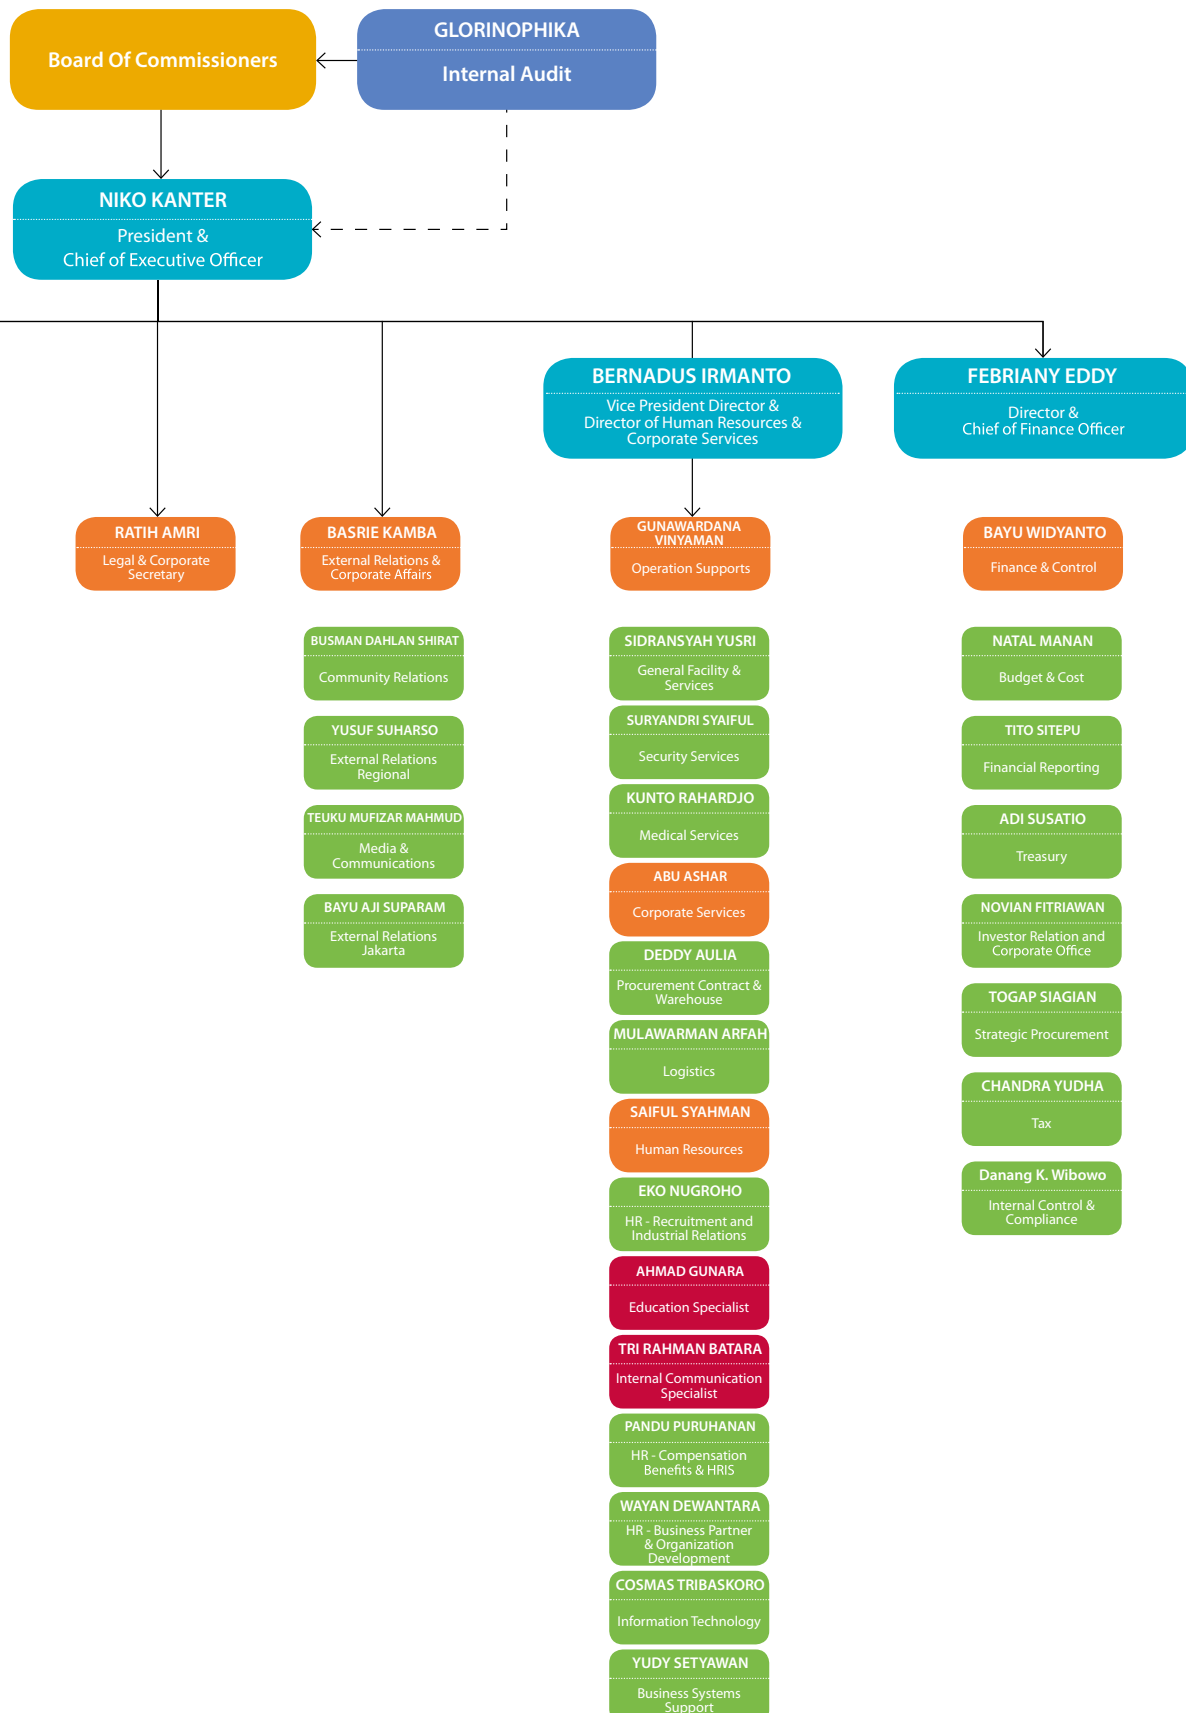 Board Of Commissioners
GLORINOPHIKA
Internal Audit
NIKO KANTER
President &
Chief of Executive Officer
BERNADUS IRMANTO
Vice President Director &
Director of Human Resources &
Corporate Services
FEBRIANY EDDY
Director &
Chief of Finance Officer
RATIH AMRI
Legal & Corporate
Secretary
BASRIE KAMBA
External Relations &
Corporate Affairs
BUSMAN DAHLAN SHIRAT
Community Relations
YUSUF SUHARSO
External Relations
Regional
TEUKU MUFIZAR MAHMUD
Media &
Communications
BAYU AJI SUPARAM
External Relations
Jakarta
GUNAWARDANA
VINYAMAN
Operation Supports
SIDRANSYAH YUSRI
General Facility &
Services
SURYANDRI SYAIFUL
Security Services
KUNTO RAHARDJO
Medical Services
ABU ASHAR
Corporate Services
DEDDY AULIA
Procurement Contract &
Warehouse
MULAWARMAN ARFAH
Logistics
SAIFUL SYAHMAN
Human Resources
EKO NUGROHO
HR - Recruitment and
Industrial Relations
AHMAD GUNARA
Education Specialist
TRI RAHMAN BATARA
Internal Communication
Specialist
PANDU PURUHANAN
HR - Compensation
Benefits & HRIS
WAYAN DEWANTARA
HR - Business Partner
& Organization
Development
COSMAS TRIBASKORO
Information Technology
YUDY SETYAWAN
Business Systems
Support
BAYU WIDYANTO
Finance & Control
NATAL MANAN
Budget & Cost
TITO SITEPU
Financial Reporting
ADI SUSATIO
Treasury
NOVIAN FITRIAWAN
Investor Relation and
Corporate Office
TOGAP SIAGIAN
Strategic Procurement
CHANDRA YUDHA
Tax
Danang K. Wibowo
Internal Control &
Compliance